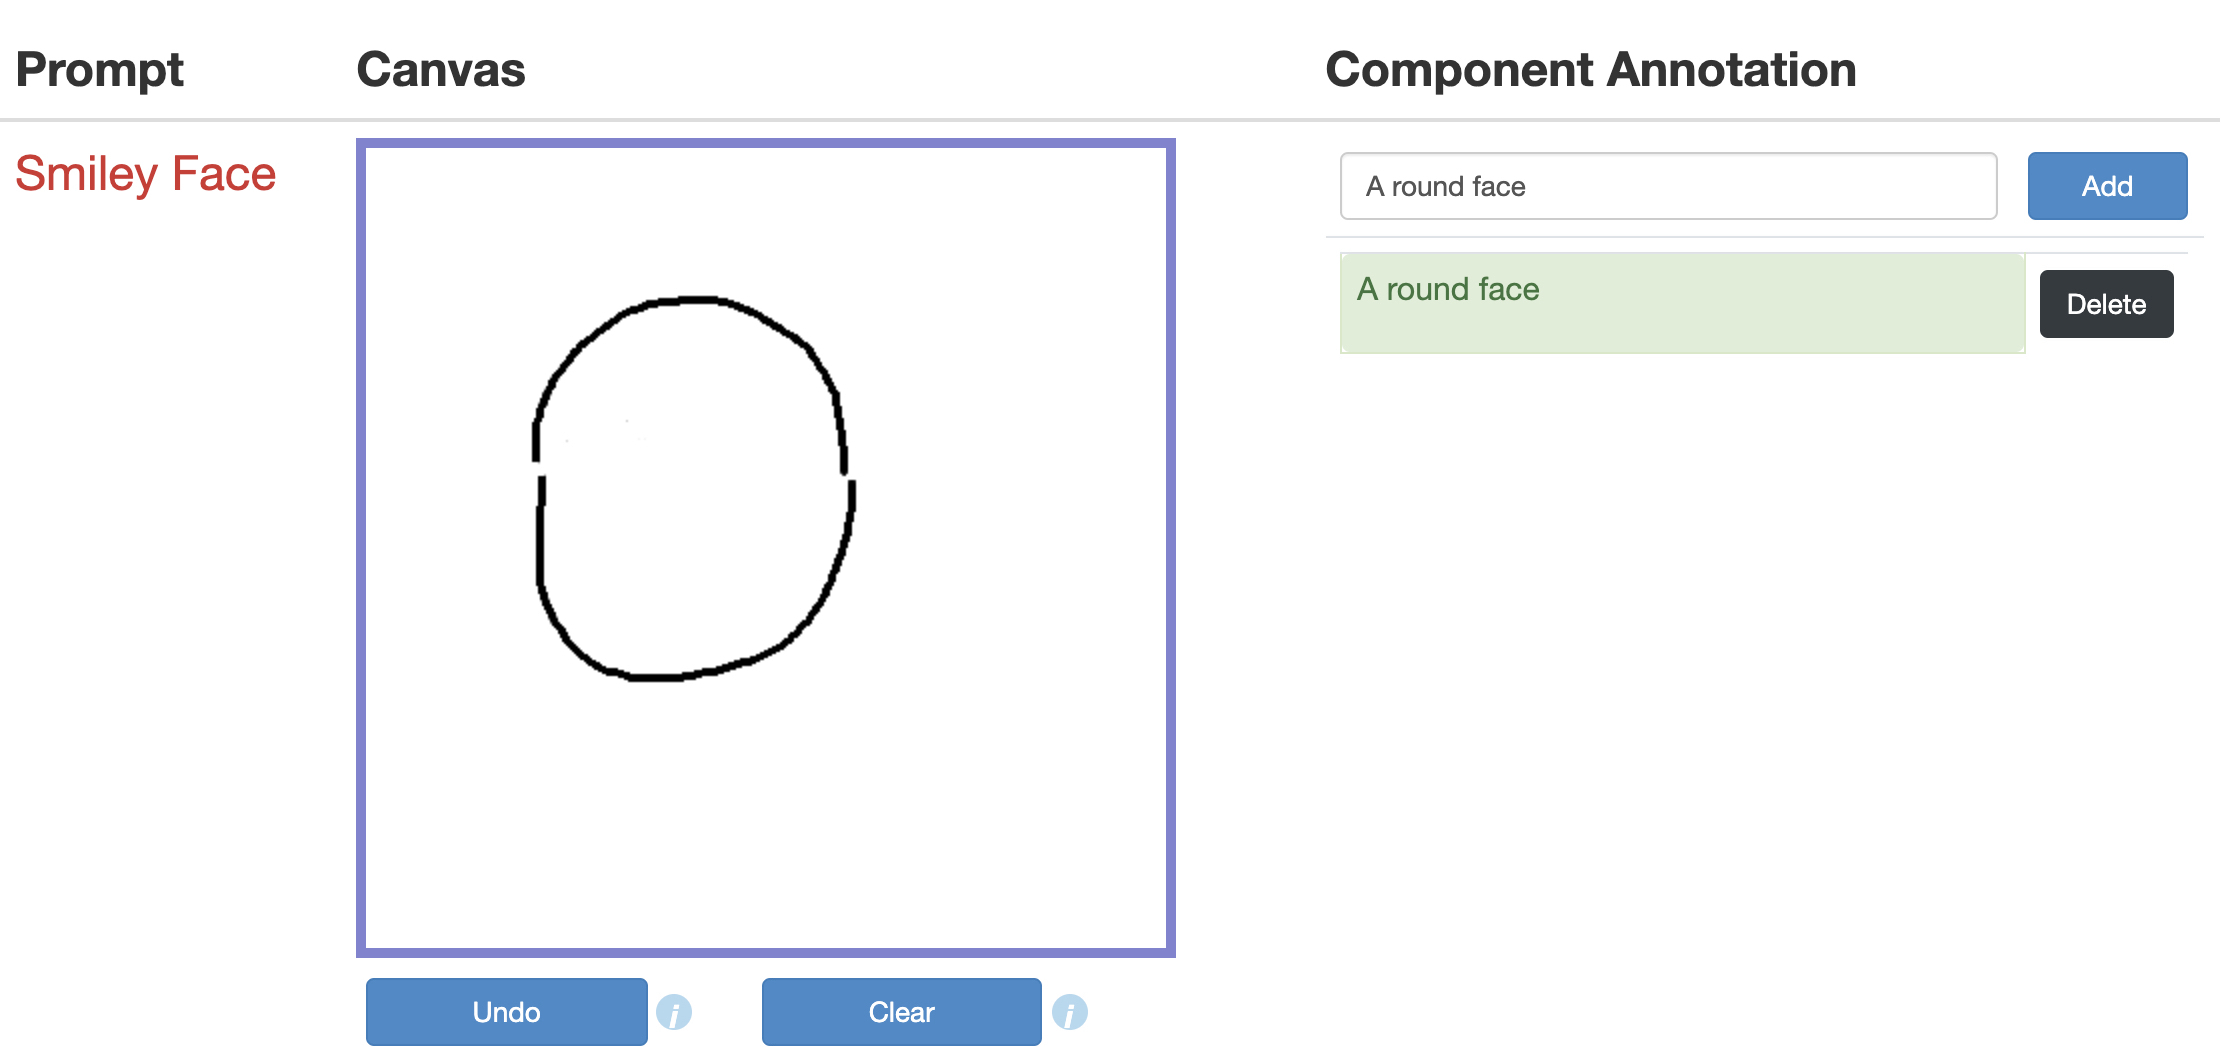 Prompt
Canvas
Component Annotation
Smiley Face
A round face
Add
A round face
Delete
Undo
i
Clear
i